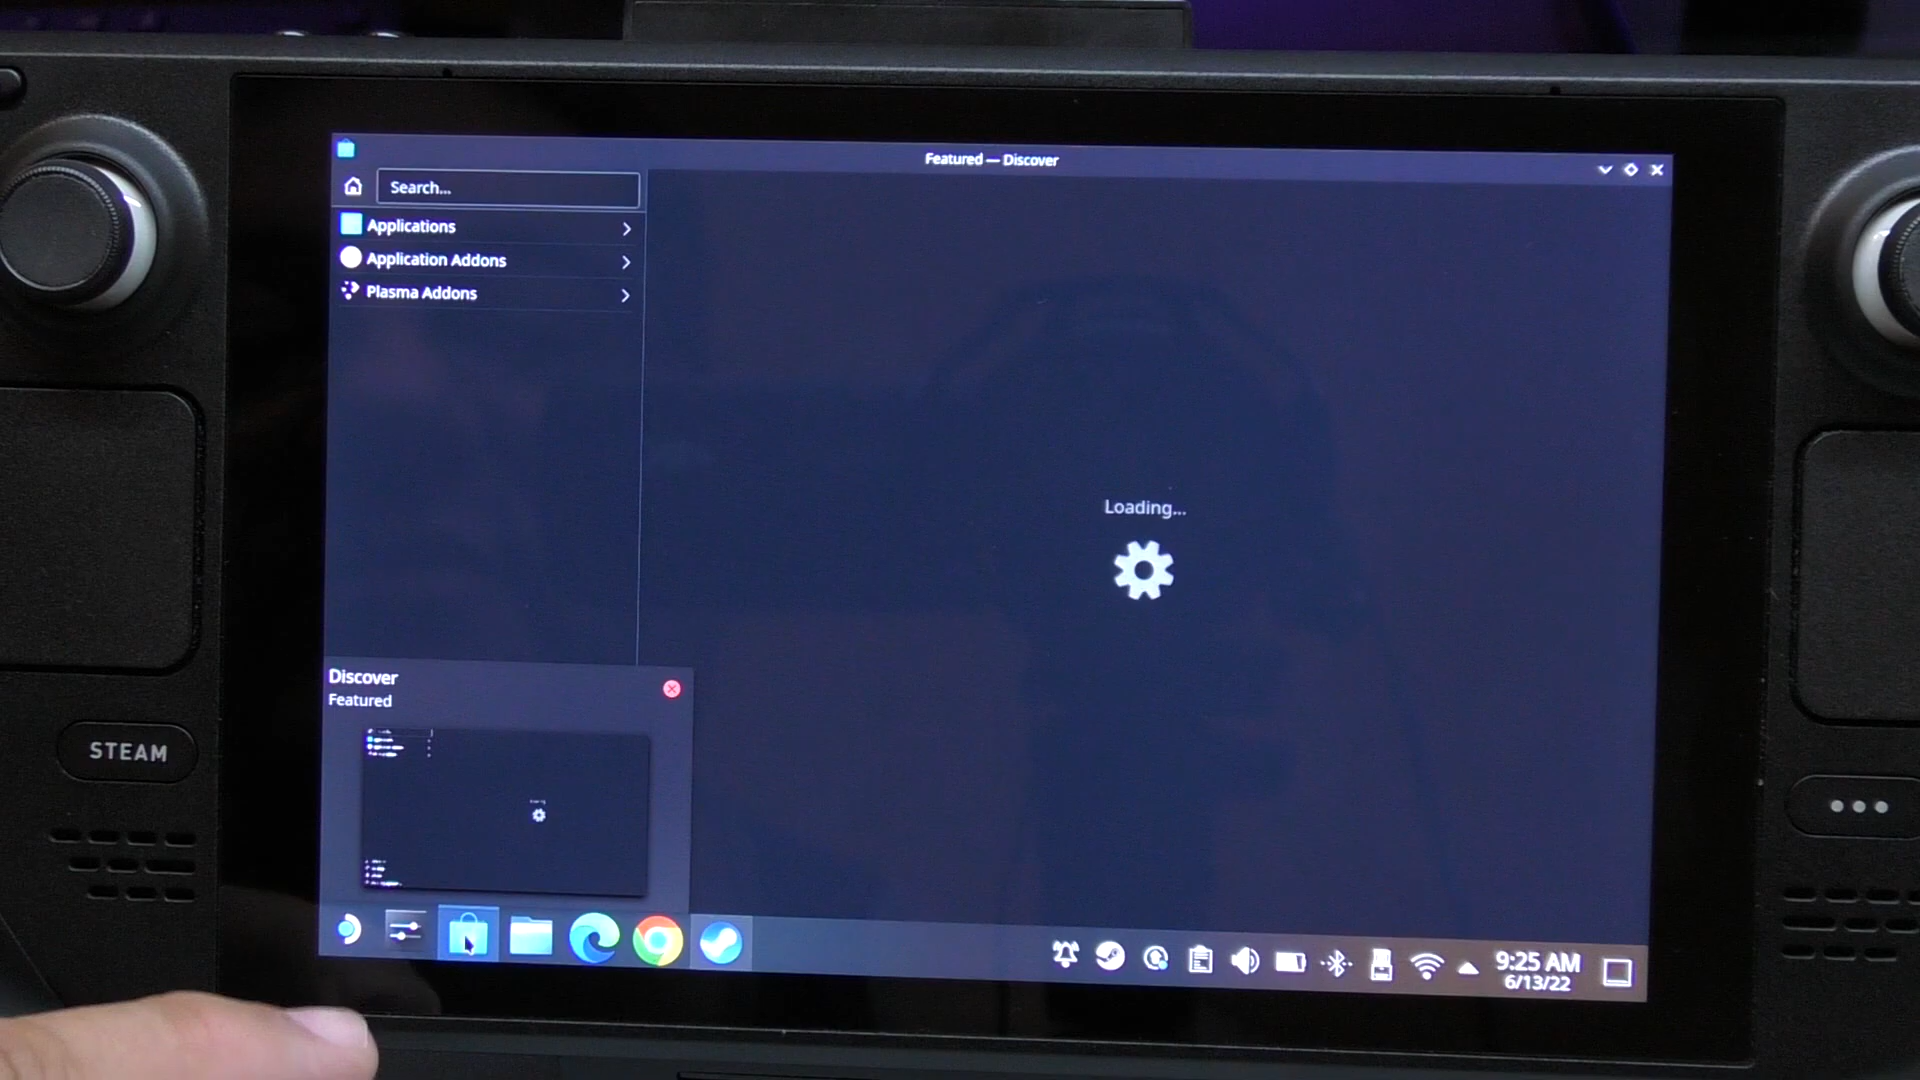 Featured — Discover
Search...
Applications
Application Addons
Plasma Addons
Loading...
Discover
Featured
STEAM
9:25 AM
6/13/22